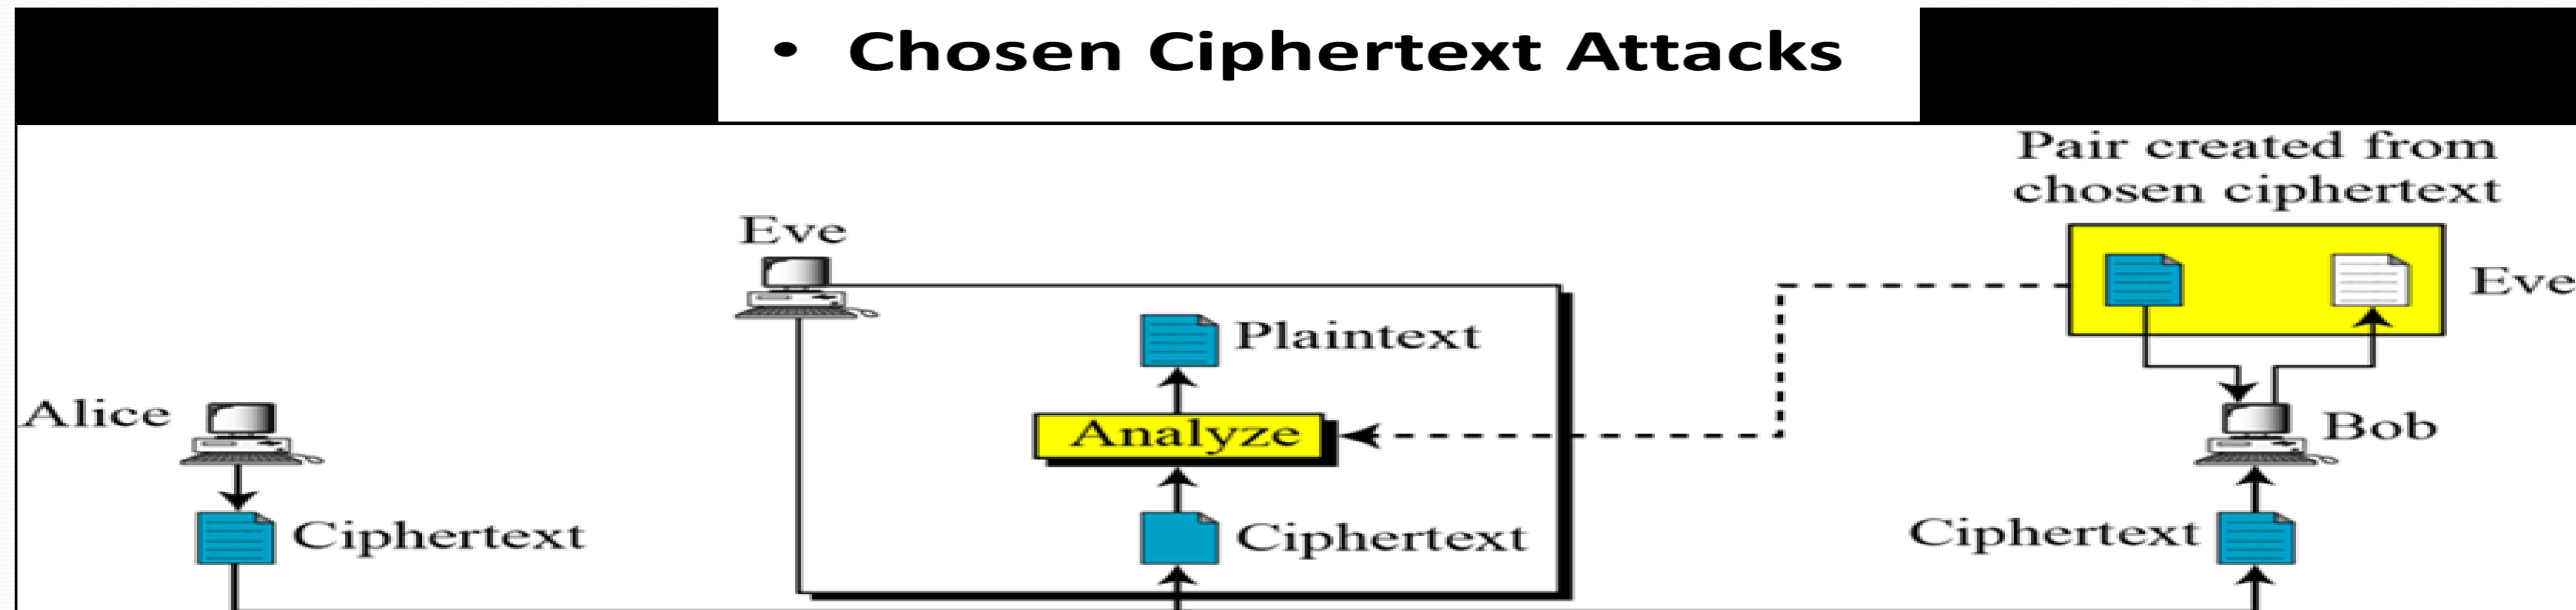 • Chosen Ciphertext Attacks
Pair created from
chosen ciphertext
Eve
Eve
Plaintext
Alice
Analyze
Bob
Ciphertext
Ciphertext
Ciphertext